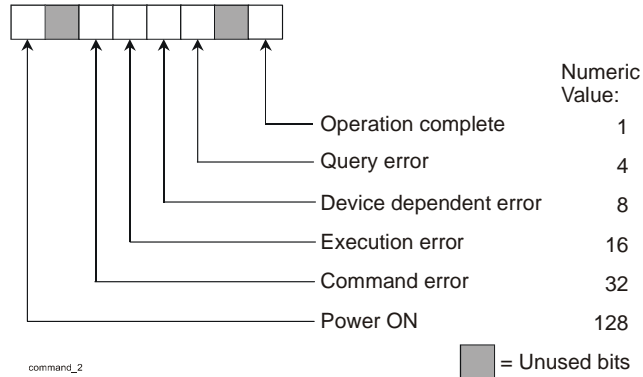 Numeric
Value:
Operation complete 1
Query error 4
Device dependent error 8
Execution error 16
Command error 32
Power ON 128
command_2
= Unused bits